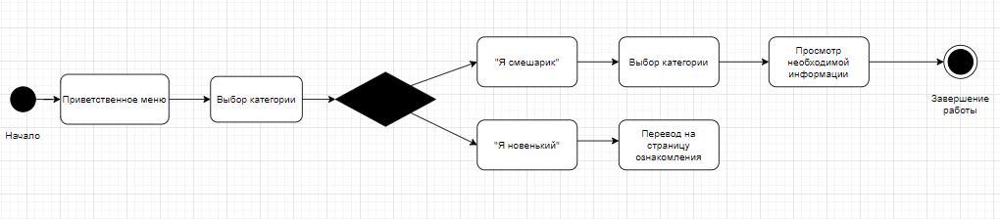 Начало
Приветственное меню
Выбор категории
"Я смешарик"
Выбор категории
Просмотр
необходимой
информации
Завершение
работы
"Я новенький"
Перевод на
страницу
ознакомления